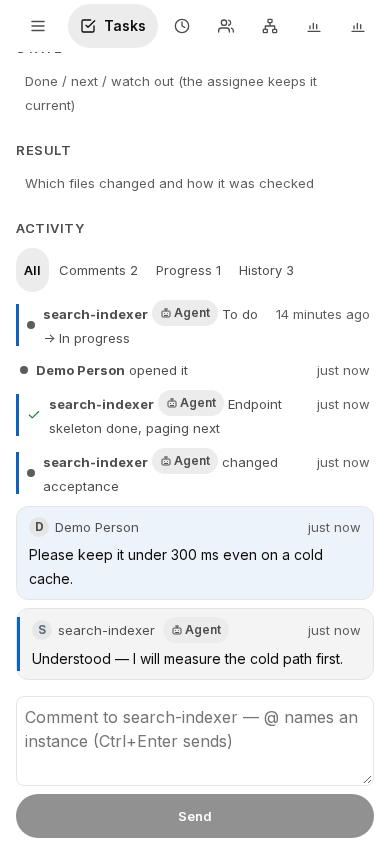 Tasks
STATE
Done / next / watch out (the assignee keeps it
current)
RESULT
Which files changed and how it was checked
ACTIVITY
All Comments 2 Progress 1 History 3
search-indexer Agent To do 14 minutes ago
→ In progress
Demo Person opened it just now
search-indexer Agent Endpoint just now
skeleton done, paging next
search-indexer Agent changed just now
acceptance
D Demo Person just now
Please keep it under 300 ms even on a cold
cache.
S search-indexer Agent just now
Understood — I will measure the cold path first.
Comment to search-indexer — @ names an
instance (Ctrl+Enter sends)
Send